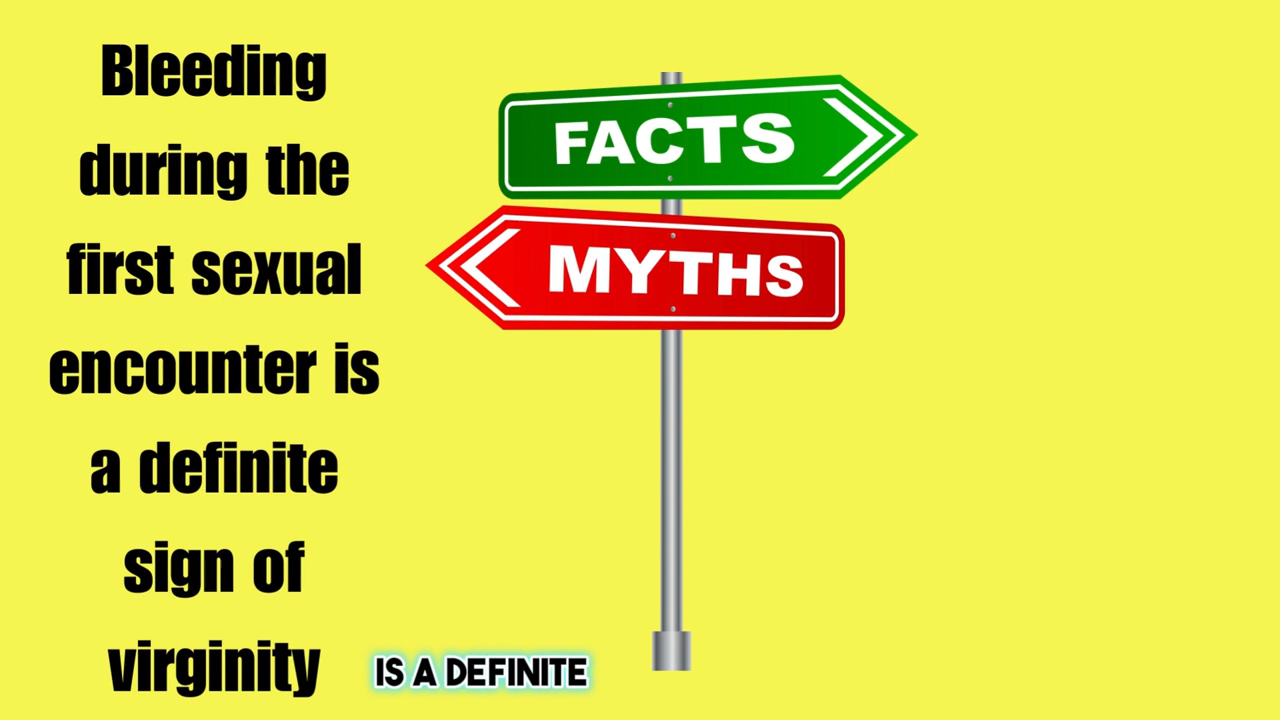 Bleeding
during the
first sexual
encounter is
a definite
sign of
virginity
FACTS
MYTHS
IS A DEFINITE